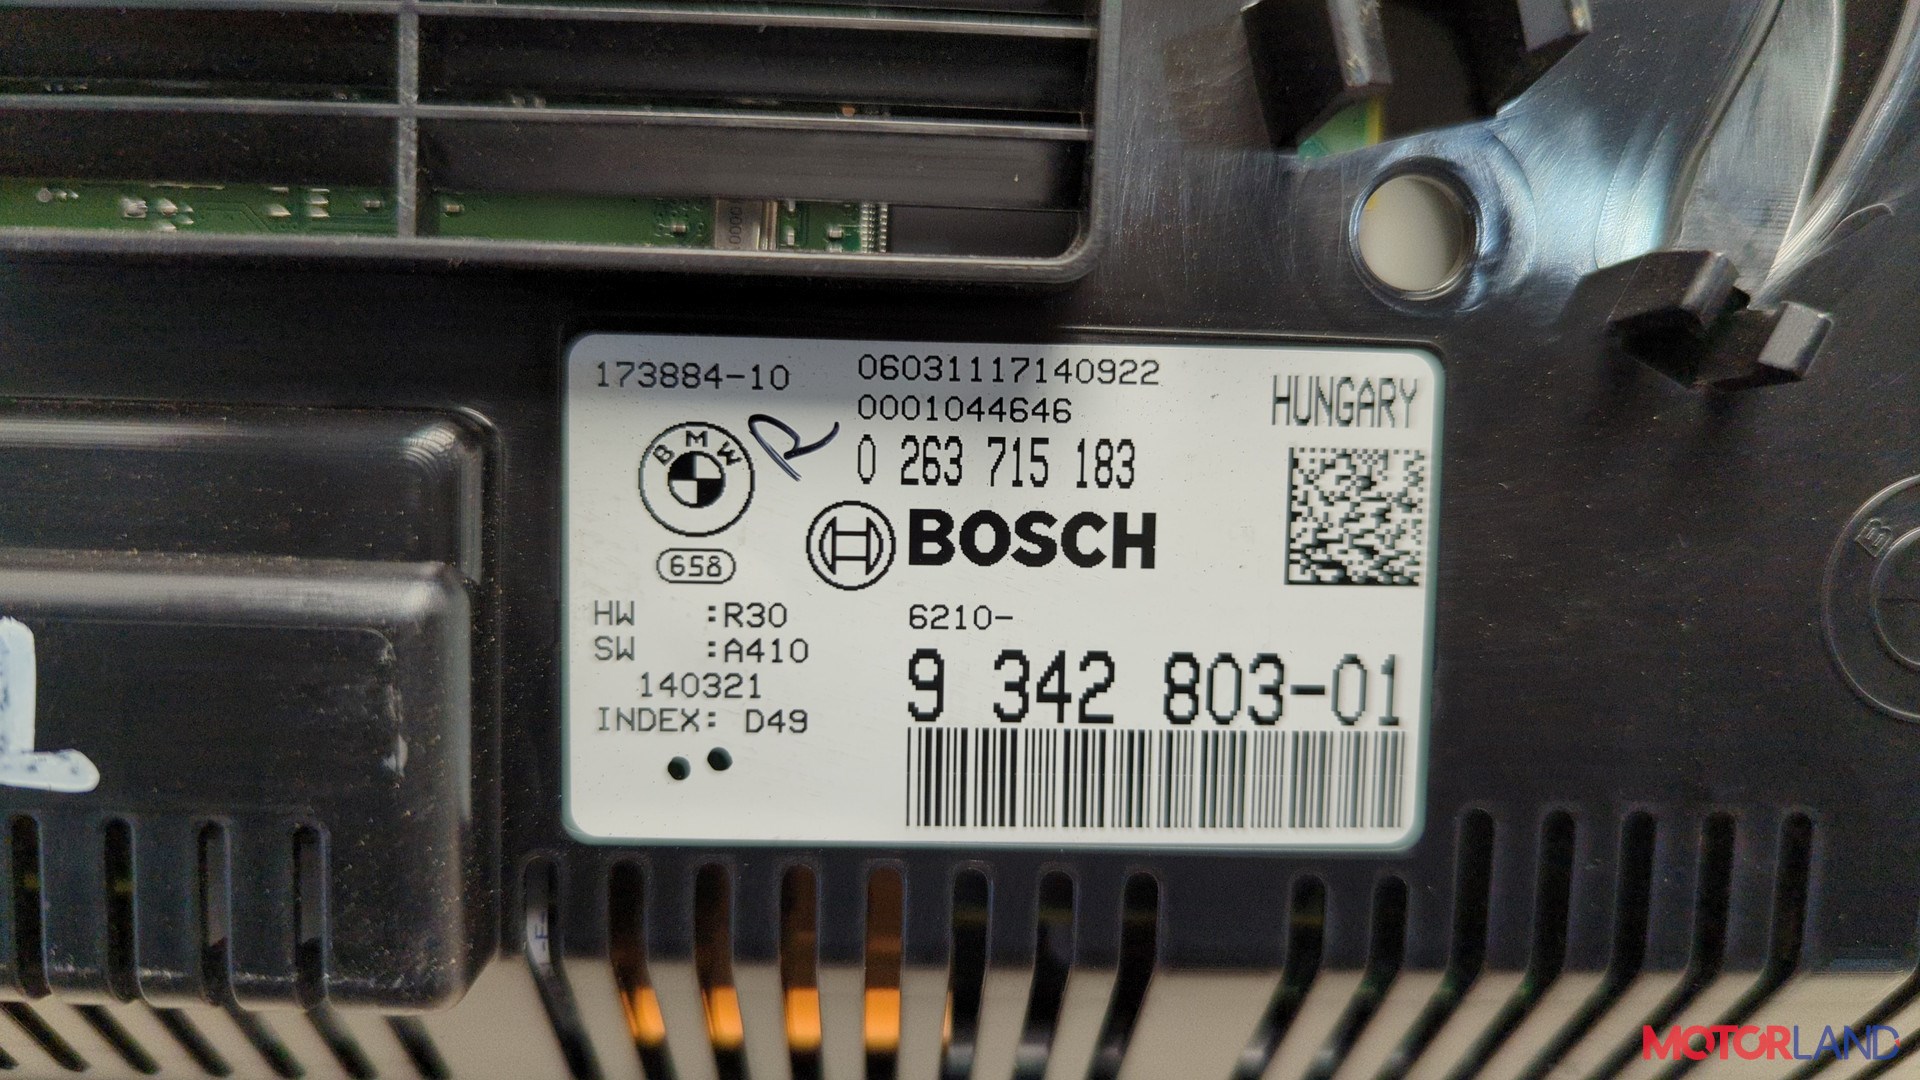 10000
173884-10
06031117140922
0001044646
HUNGARY
R
0 263 715 183
BMW
BOSCH
658
HW :R30
SW :A410
140321
INDEX: D49
6210-
9 342 803-01
MOTORLAND